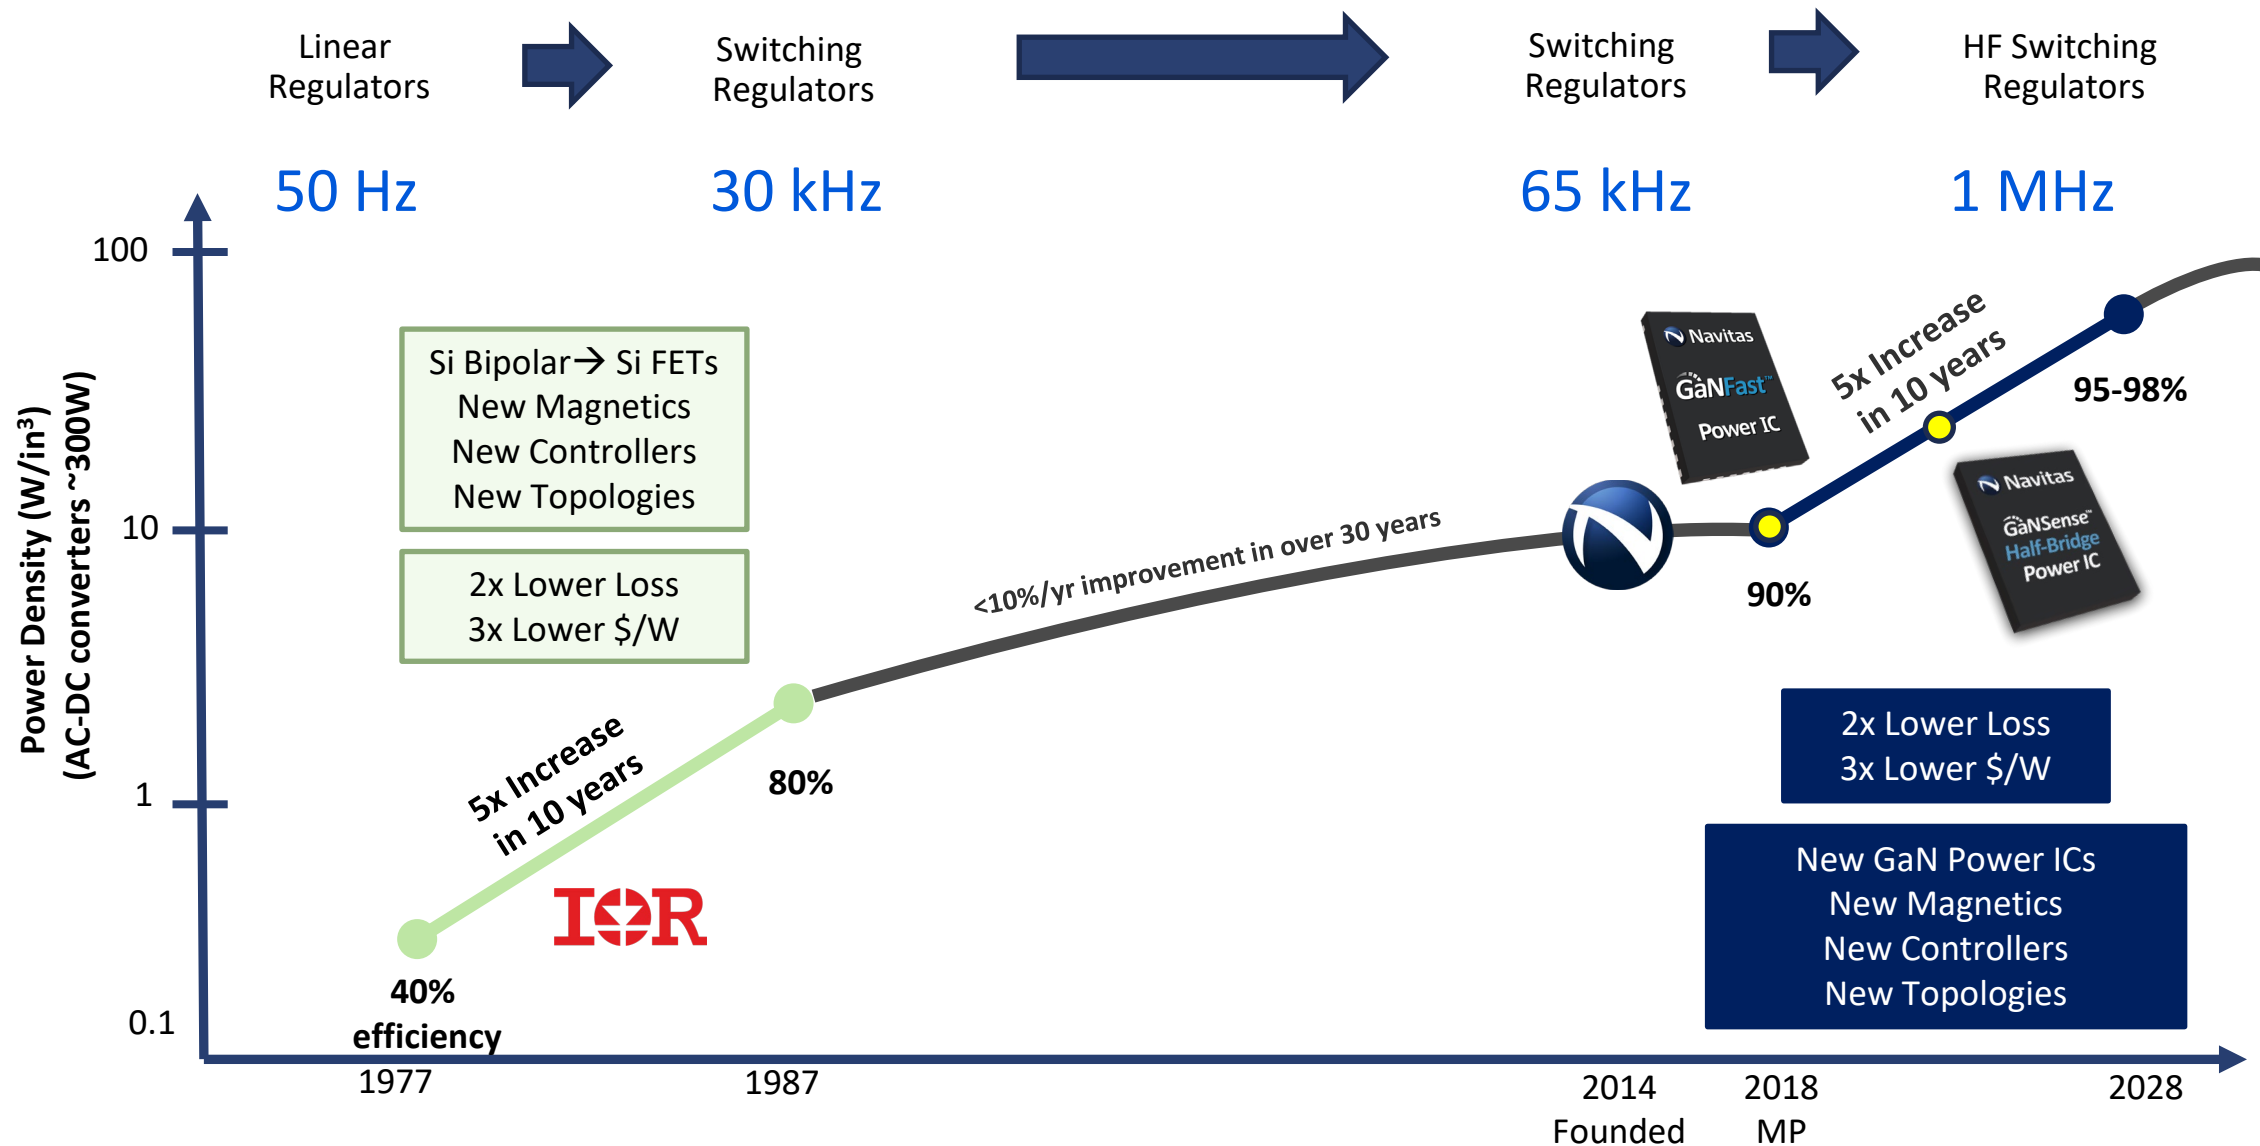 Linear
Regulators
Switching
Regulators
Switching
Regulators
HF Switching
Regulators
50 Hz
30 kHz
65 kHz
1 MHz
Power Density (W/in³)
(AC-DC converters ~300W)
100
10
1
0.1
Si Bipolar→ Si FETs
New Magnetics
New Controllers
New Topologies
2x Lower Loss
3x Lower $/W
5x Increase
in 10 years
IOR
40%
efficiency
80%
<10%/yr improvement in over 30 years
Navitas
GaNFast™
Power IC
90%
5x Increase
in 10 years
95-98%
Navitas
GaNSense™
Half-Bridge
Power IC
2x Lower Loss
3x Lower $/W
New GaN Power ICs
New Magnetics
New Controllers
New Topologies
1977
1987
2014
Founded
2018
MP
2028